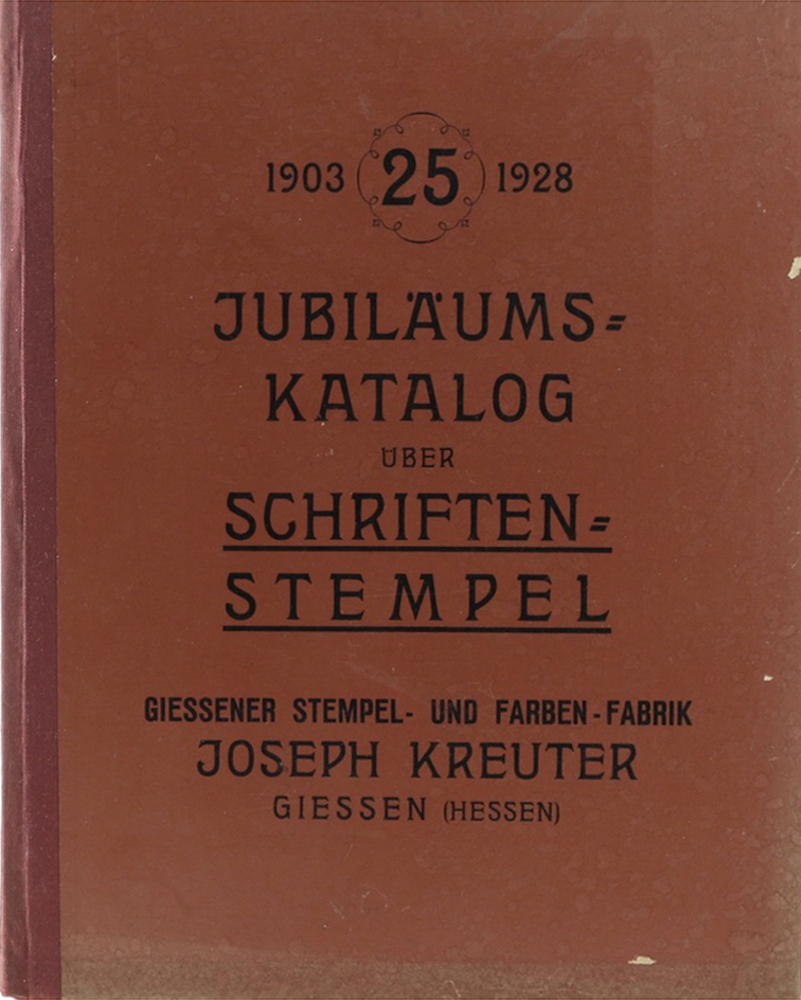 1903 25 1928
JUBILÄUMS=
KATALOG
ÜBER
SCHRIFTEN=
STEMPEL
GIESSENER STEMPEL- UND FARBEN-FABRIK
JOSEPH KREUTER
GIESSEN (HESSEN)